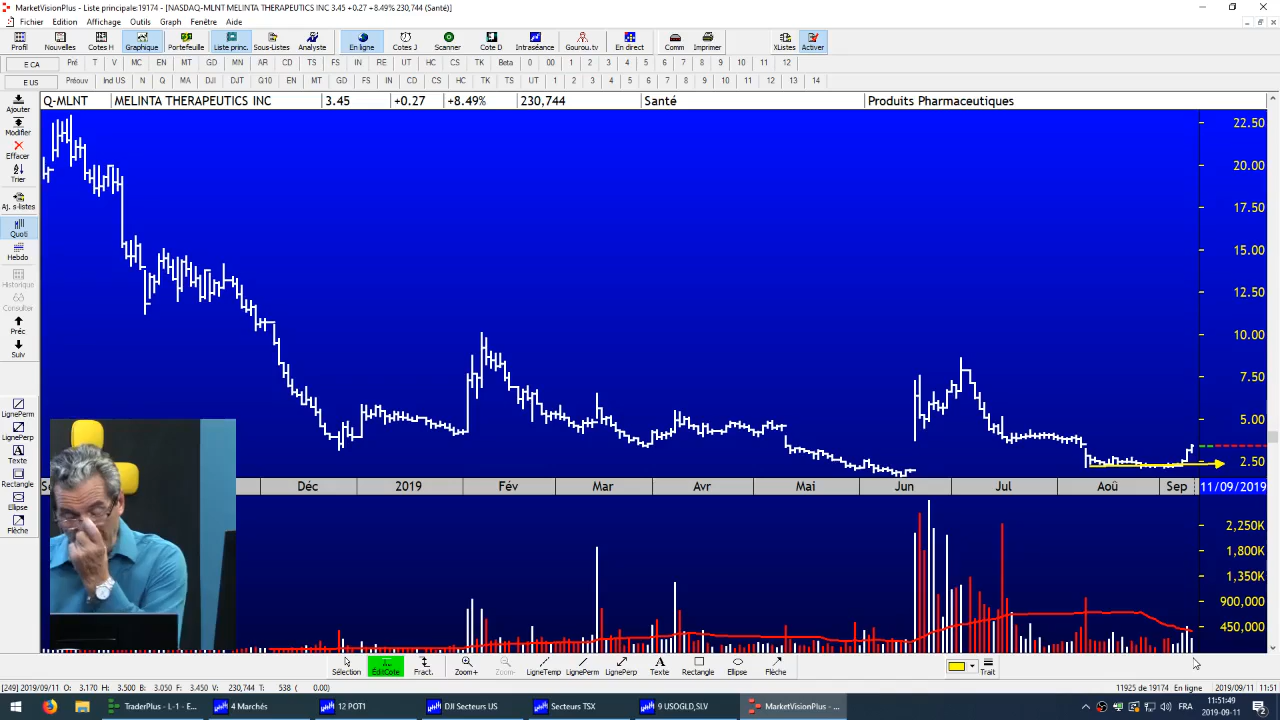 MarketVisionPlus - Liste principale:19174 - [NASDAQ-MLNT MELINTA THERAPEUTICS INC 3.45 +0.27 +8.49% 230,744 (Santé)]
Fichier Edition Affichage Outils Graph Fenêtre Aide
Profil Nouvelles Cotes H Graphique Portefeuille Liste princ. Sous-Listes Analyste En ligne Cotes J Scanner Cote D Intraséance Gourou.tv En direct Comm Imprimer XListes Activer
E CA Pré T V MC EN MT GD MN AR CD TS FS IN RE UT HC CS TK 0 00 1 2 3 4 5 6 7 8 9 10 11 12
E US Préouv Ind US N Q MA DJI DJT Q10 EN MT GD FS IN CD CS HC TK TS UT 1 2 3 4 5 6 7 8 9 10 11 12 13 14
Q-MLNT MELINTA THERAPEUTICS INC 3.45 +0.27 +8.49% 230,744 Santé Produits Pharmaceutiques
Ajouter
Modifier
Effacer
Trier
Aj. s-listes
Quoti
Hebdo
Historique
Consulter
Préc
Suiv
LignePerm
LignePerp
Texte
Rectangle
Ellipse
Flèche
22.50
20.00
17.50
15.00
12.50
10.00
7.50
5.00
2.50
Déc 2019 Fév Mar Avr Mai Jun Jul Aoû Sep 11/09/2019
2,250K
1,800K
1,350K
900,000
450,000
Sélection EditCote Fract. Zoom+ Zoom- LigneTemp LignePerm LignePerp Texte Rectangle Ellipse Flèche Trait
[249] 2019/09/11 O: 3.170 H: 3.500 B: 3.050 F: 3.450 V: 230,744 T: 538 ( 0.00) 11925 de 19174 En ligne 2019/09/11 11:51
TraderPlus - L-1 - E... 4 Marchés 12 POT1 DJI Secteurs US Secteurs TSX 9 USOGLD,SLV MarketVisionPlus - ... FRA 11:51:49
2019-09-11 2